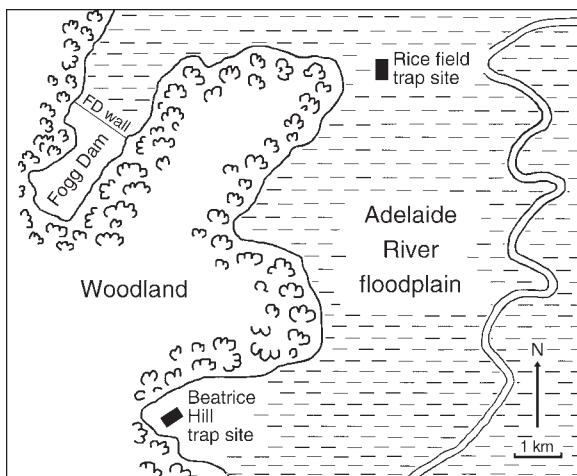 Rice field
trap site
FD wall
Fogg Dam
Adelaide
River
floodplain
Woodland
N
Beatrice
Hill
trap site
1 km